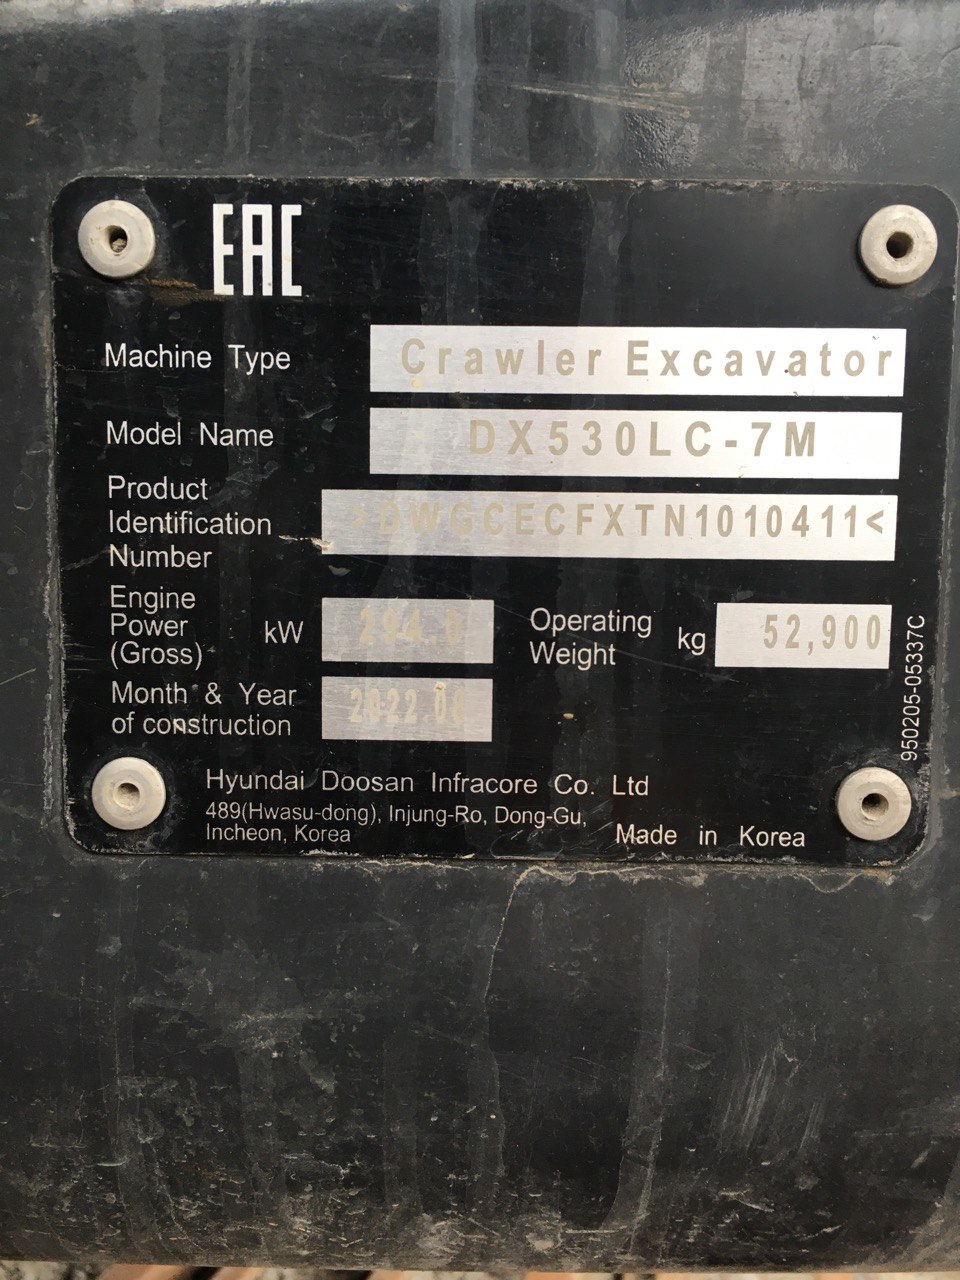 EAC
Machine Type Crawler Excavator
Model Name DX530LC-7M
Product
Identification >DWGCECFXTN1010411<
Number
Engine
Power kW Operating kg 52,900
(Gross) Weight
Month & Year
of construction
950205-05337C
Hyundai Doosan Infracore Co. Ltd
489(Hwasu-dong), Injung-Ro, Dong-Gu,
Incheon, Korea
Made in Korea